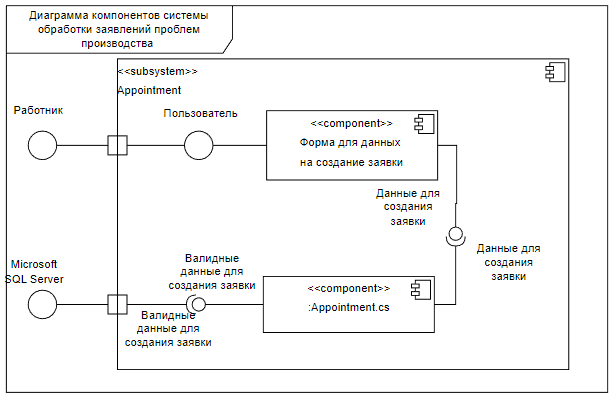 Диаграмма компонентов системы
обработки заявлений проблем
производства
<<subsystem>>
Appointment
Работник
Пользователь
<<component>>
Форма для данных
на создание заявки
Данные для
создания
заявки
Данные для
создания
заявки
Microsoft
SQL Server
Валидные
данные для
создания заявки
Валидные
данные для
создания заявки
<<component>>
:Appointment.cs